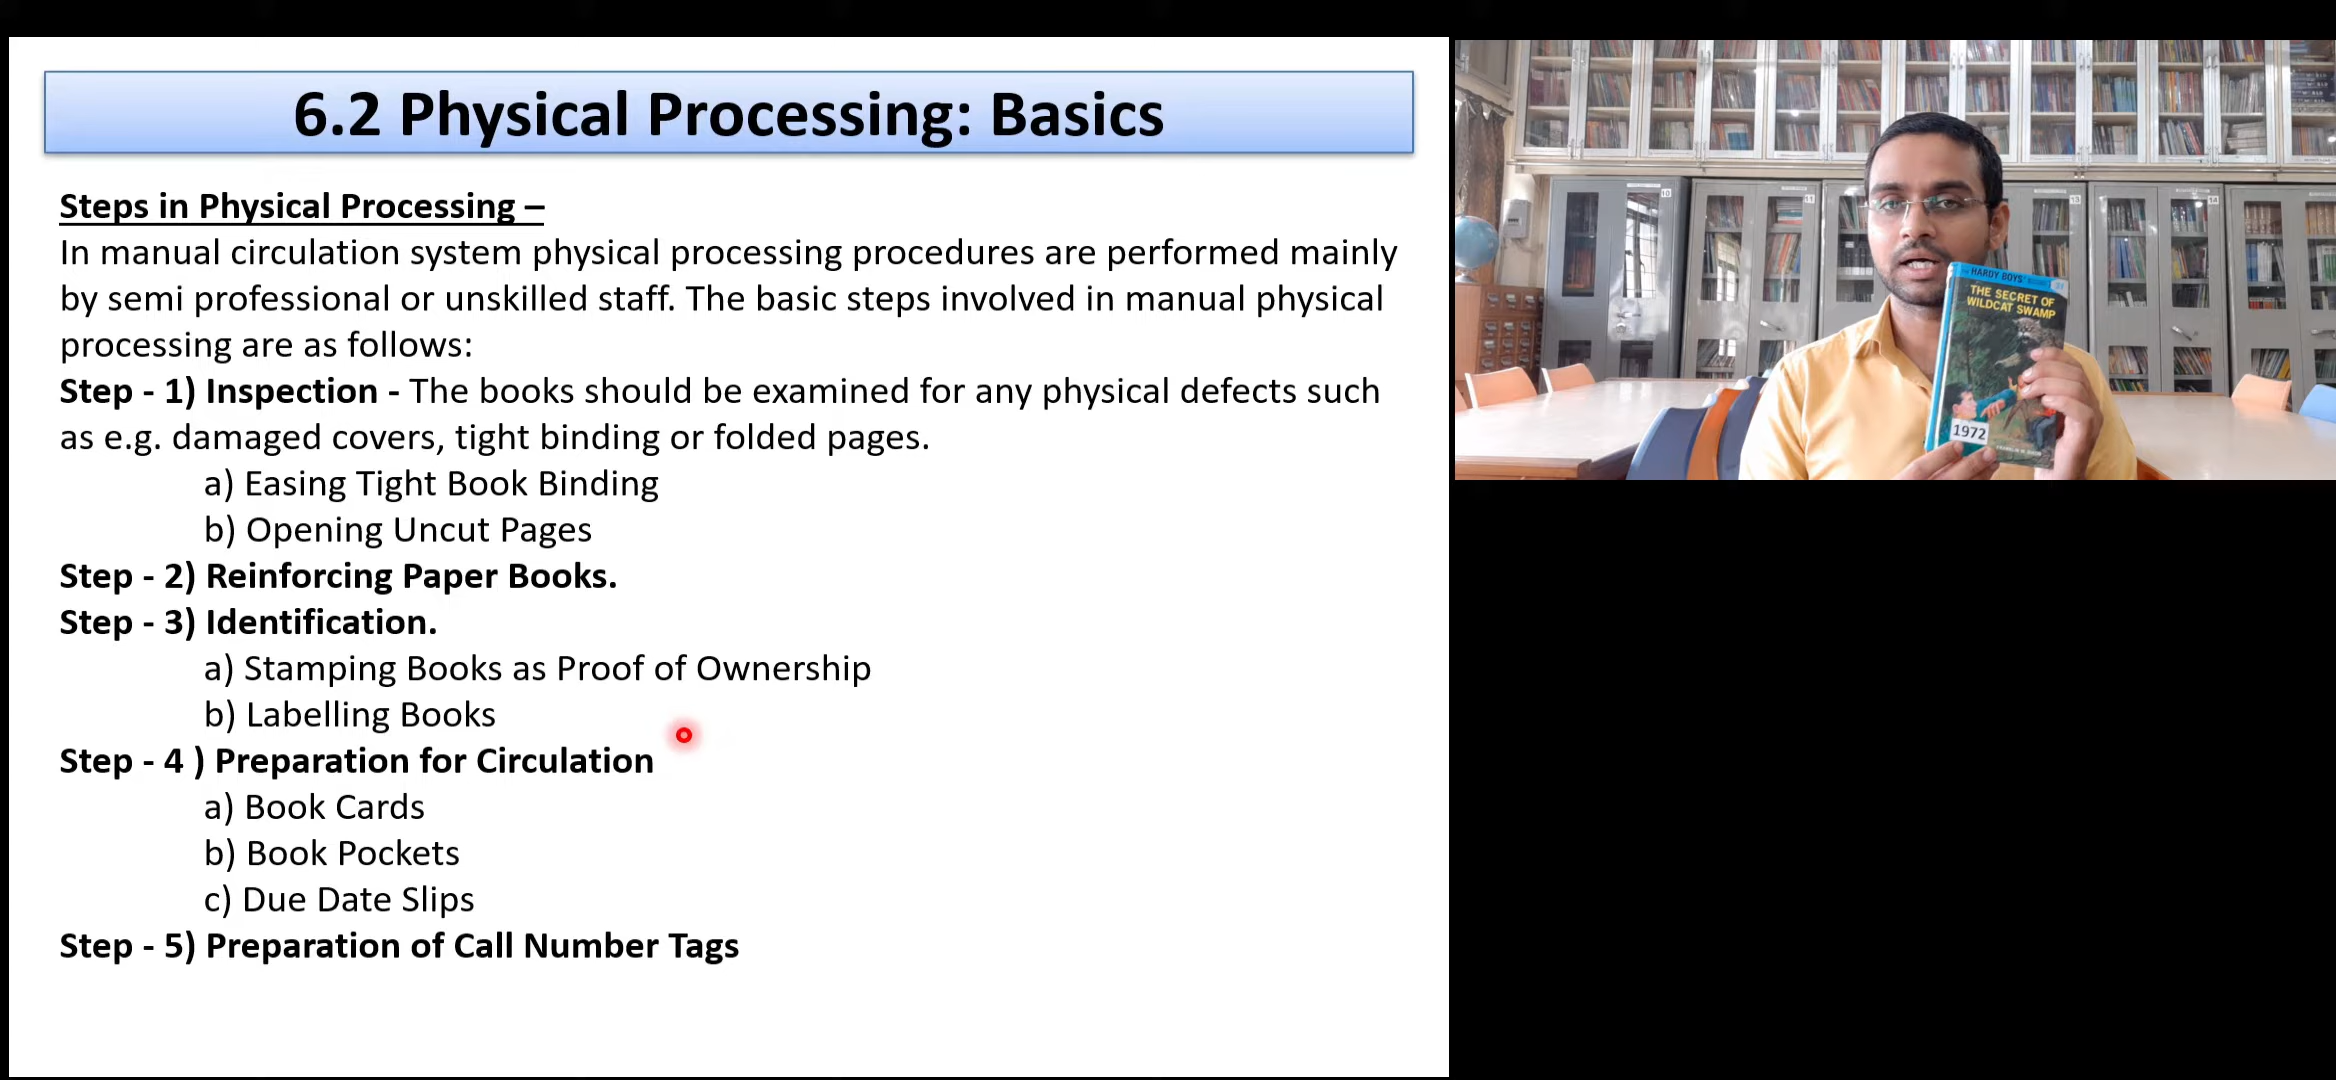 6.2 Physical Processing: Basics
Steps in Physical Processing –
In manual circulation system physical processing procedures are performed mainly
by semi professional or unskilled staff. The basic steps involved in manual physical
processing are as follows:
Step - 1) Inspection - The books should be examined for any physical defects such
as e.g. damaged covers, tight binding or folded pages.
a) Easing Tight Book Binding
b) Opening Uncut Pages
Step - 2) Reinforcing Paper Books.
Step - 3) Identification.
a) Stamping Books as Proof of Ownership
b) Labelling Books
Step - 4 ) Preparation for Circulation
a) Book Cards
b) Book Pockets
c) Due Date Slips
Step - 5) Preparation of Call Number Tags
10
11
13
14
HARDY BOYS
THE SECRET OF
WILDCAT SWAMP
1972